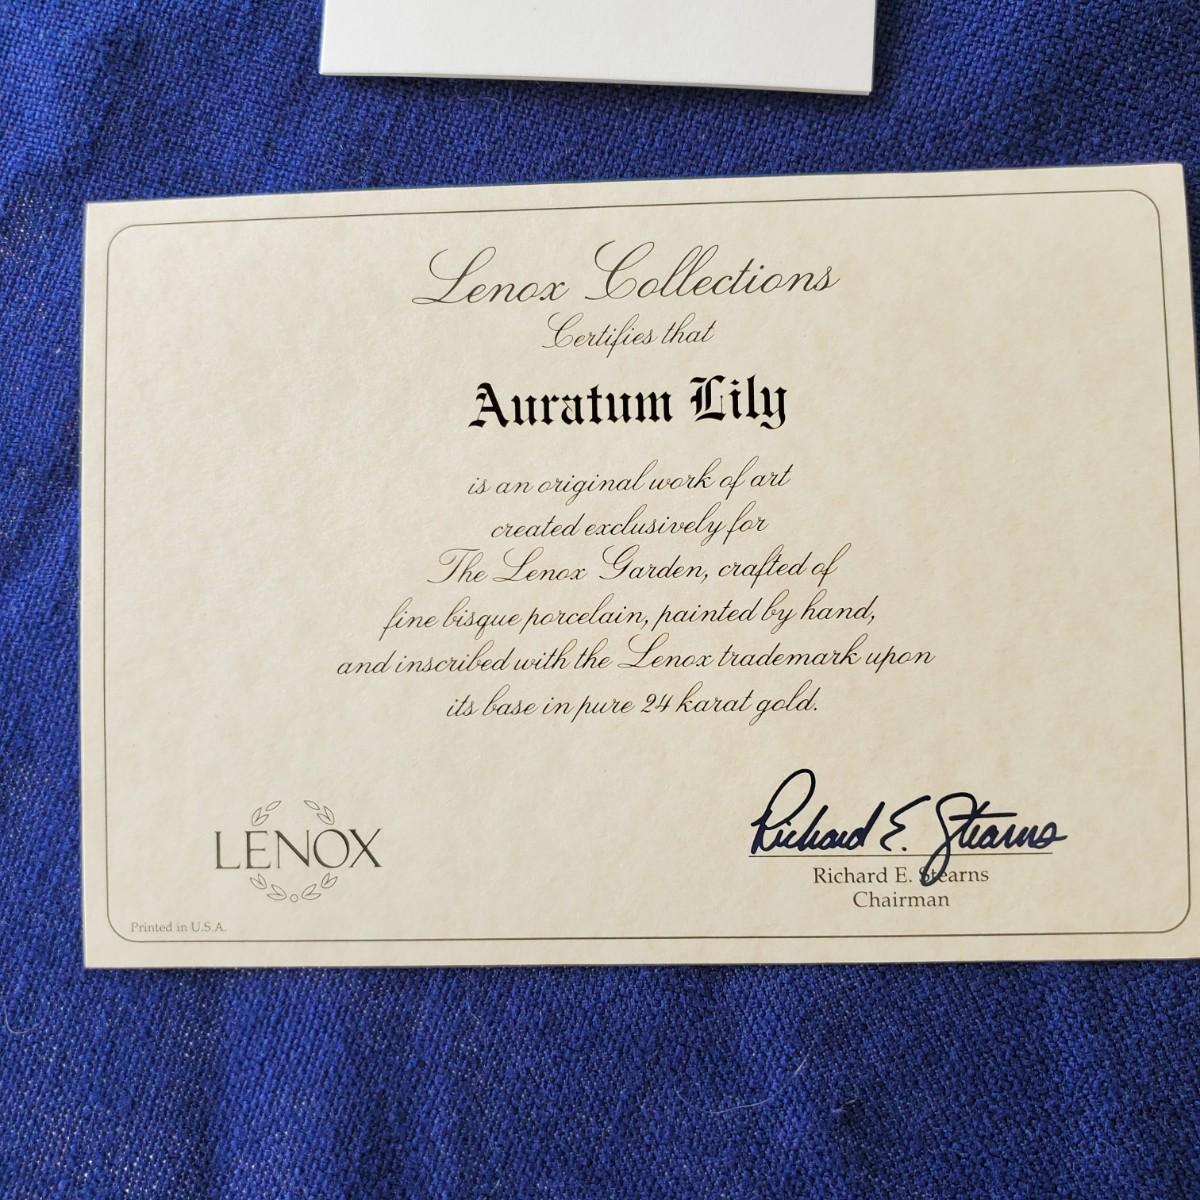 Lenox Collections
Certifies that
Auratum Lily
is an original work of art
created exclusively for
The Lenox Garden, crafted of
fine bisque porcelain, painted by hand,
and inscribed with the Lenox trademark upon
its base in pure 24 karat gold.
LENOX
Richard E. Stearns
Richard E. Stearns
Chairman
Printed in U.S.A.